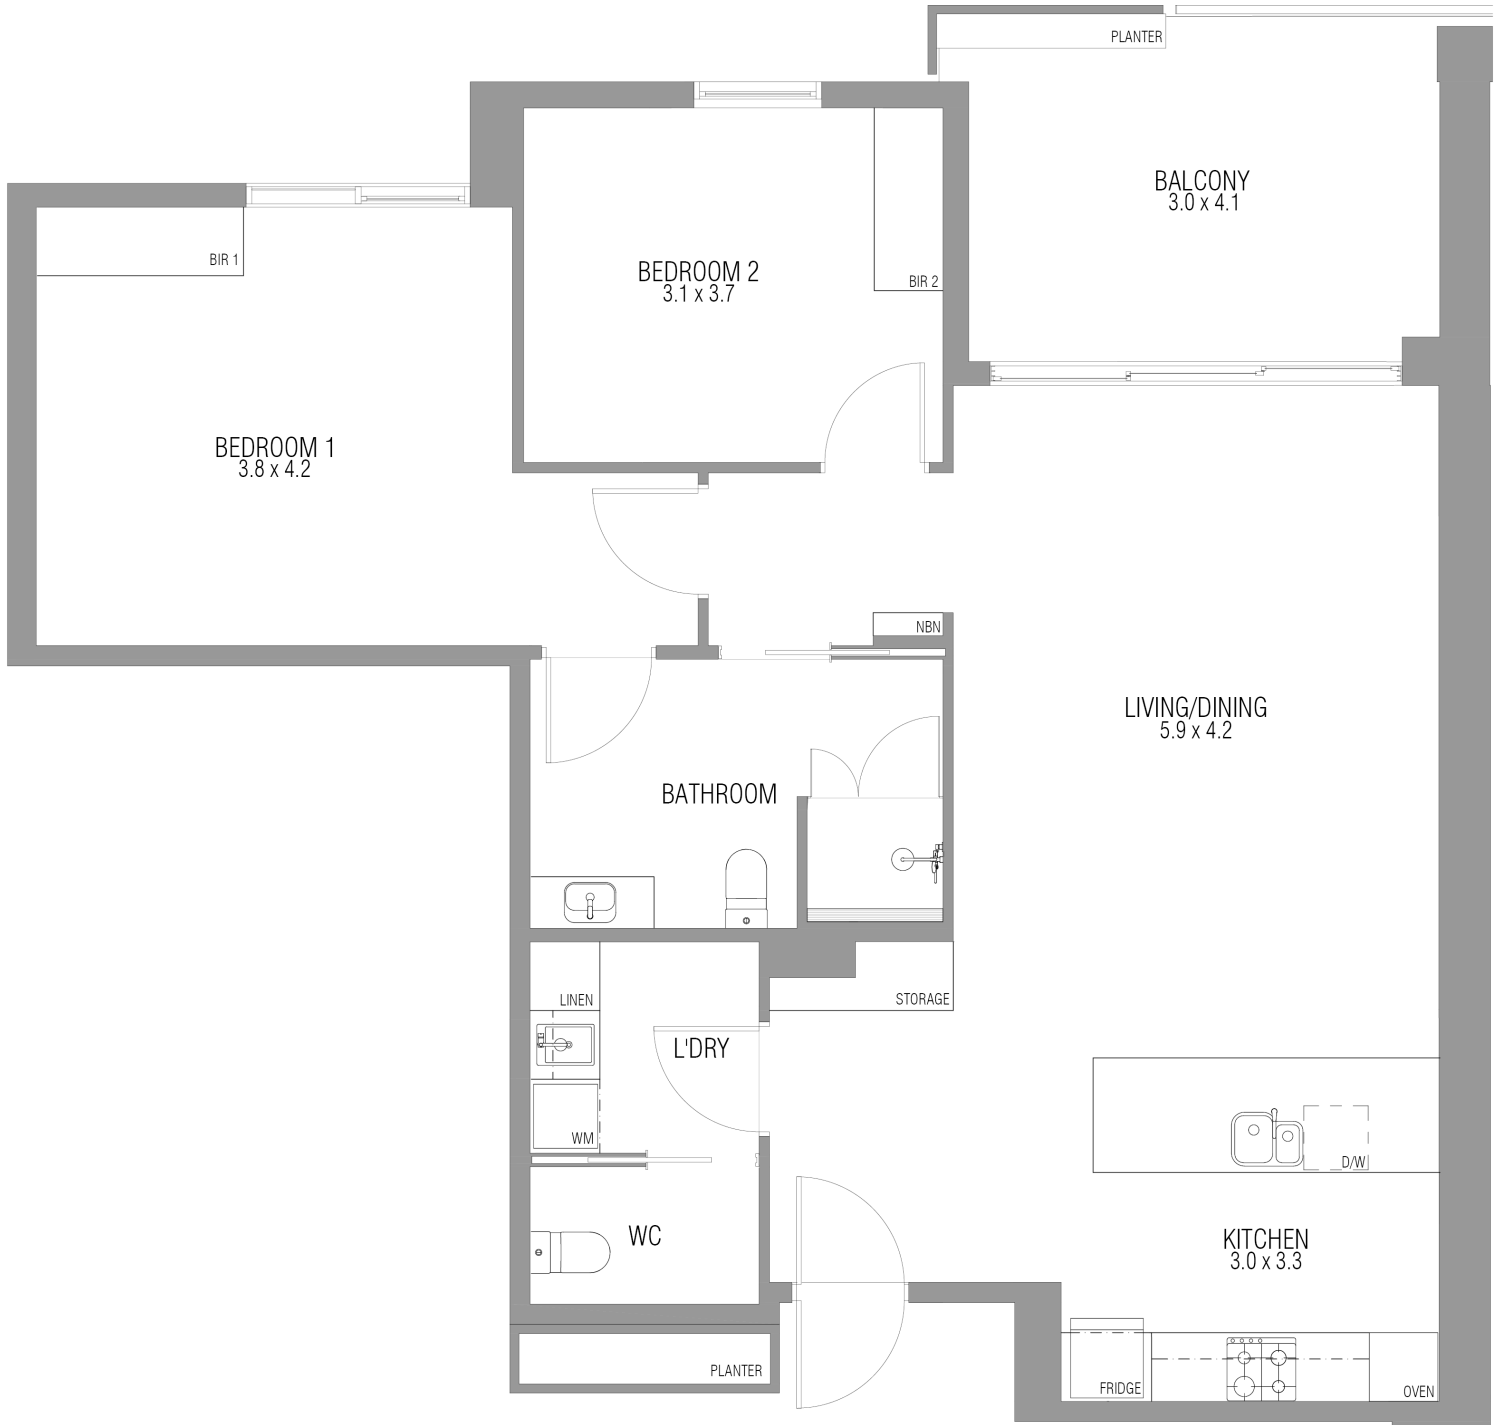 PLANTER
BALCONY
3.0 x 4.1
BIR 1
BEDROOM 2
3.1 x 3.7
BIR 2
BEDROOM 1
3.8 x 4.2
NBN
LIVING/DINING
5.9 x 4.2
BATHROOM
LINEN
STORAGE
L'DRY
WM
D/W
WC
KITCHEN
3.0 x 3.3
PLANTER
FRIDGE
OVEN